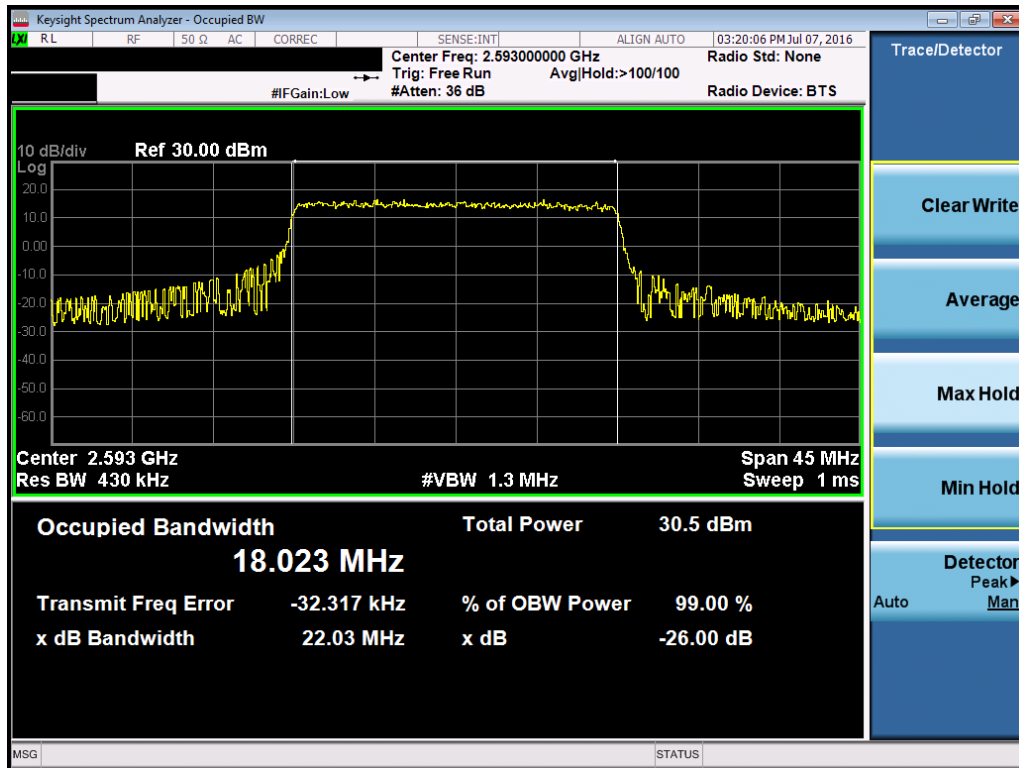 Keysight Spectrum Analyzer - Occupied BW
LXI RL RF 50 Ω AC CORREC SENSE:INT ALIGN AUTO 03:20:06 PM Jul 07, 2016
Center Freq: 2.593000000 GHz Radio Std: None
Trig: Free Run Avg|Hold:>100/100
#IFGain:Low #Atten: 36 dB Radio Device: BTS
10 dB/div Ref 30.00 dBm
Log
20.0
10.0
0.00
-10.0
-20.0
-30.0
-40.0
-50.0
-60.0
Center 2.593 GHz Span 45 MHz
Res BW 430 kHz #VBW 1.3 MHz Sweep 1 ms
Occupied Bandwidth Total Power 30.5 dBm
18.023 MHz
Transmit Freq Error -32.317 kHz % of OBW Power 99.00 %
x dB Bandwidth 22.03 MHz x dB -26.00 dB
MSG STATUS
Trace/Detector
Clear Write
Average
Max Hold
Min Hold
Detector
Peak▶
Auto Man